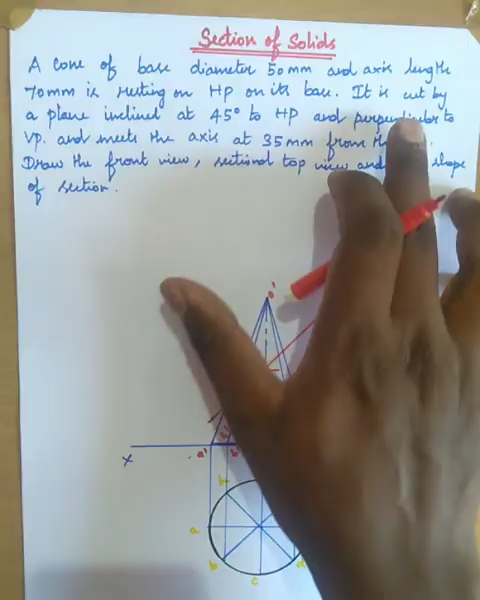 Section of Solids
A cone of base diameter 50mm and axis length
70mm is resting on HP on its base. It is cut by
a plane inclined at 45° to HP and perpendicular to
VP. and meets the axis at 35mm from
Draw the front view, sectional top view and shape
of section.
o'
a' b'
X
b
a
b
c
d